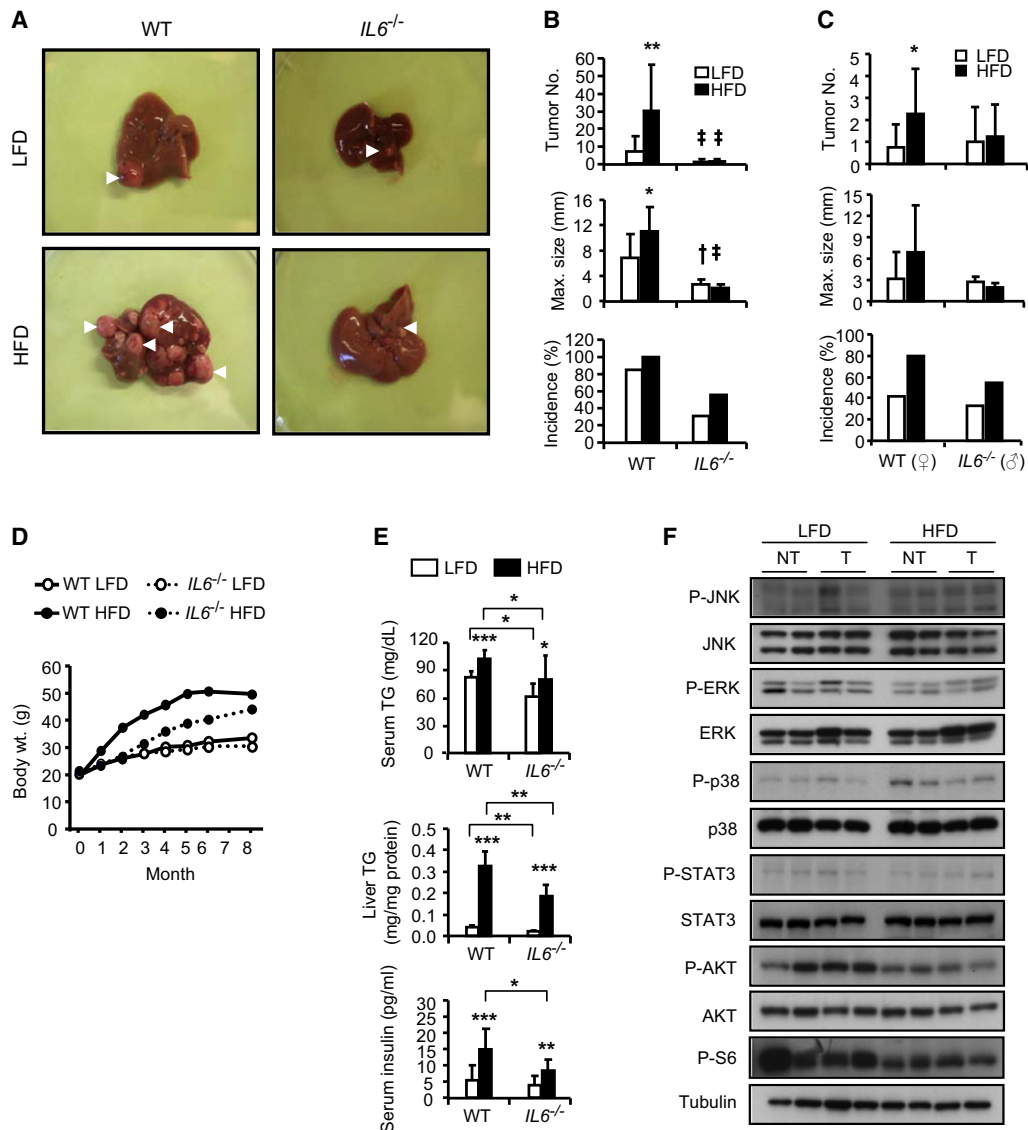 A
WT
IL6-/-
LFD
HFD
B
LFD
HFD
Tumor No.
60
50
40
30
20
10
0
**
‡ ‡
Max. size (mm)
16
12
8
4
0
*
† ‡
Incidence (%)
100
80
60
40
20
0
WT
IL6-/-
C
LFD
HFD
Tumor No.
5
4
3
2
1
0
*
Max. size (mm)
15
12
9
6
3
0
Incidence (%)
100
80
60
40
20
0
WT (♀)
IL6-/- (♂)
D
WT LFD
IL6-/- LFD
WT HFD
IL6-/- HFD
Body wt. (g)
60
50
40
30
20
10
0
0 1 2 3 4 5 6 7 8
Month
E
LFD
HFD
Serum TG (mg/dL)
120
90
60
30
0
*
*
***
*
WT
IL6-/-
Liver TG
(mg/mg protein)
0.5
0.4
0.3
0.2
0.1
0.0
**
**
***
***
WT
IL6-/-
Serum insulin (pg/ml)
30
25
20
15
10
5
0
*
***
**
WT
IL6-/-
F
LFD
HFD
NT
T
NT
T
P-JNK
JNK
P-ERK
ERK
P-p38
p38
P-STAT3
STAT3
P-AKT
AKT
P-S6
Tubulin